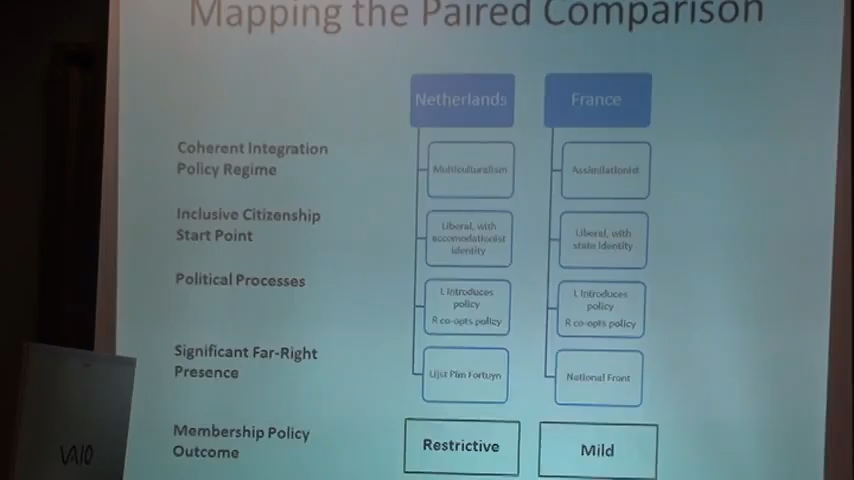 Mapping the Paired Comparison
Netherlands
France
Coherent Integration
Policy Regime
Multiculturalism
Assimilationist
Inclusive Citizenship
Start Point
Liberal, with
accomodationist
identity
Liberal, with
state identity
Political Processes
L Introduces
policy
R co-opts policy
L Introduces
policy
R co-opts policy
Significant Far-Right
Presence
Lijst Pim Fortuyn
National Front
Membership Policy
Outcome
Restrictive
Mild